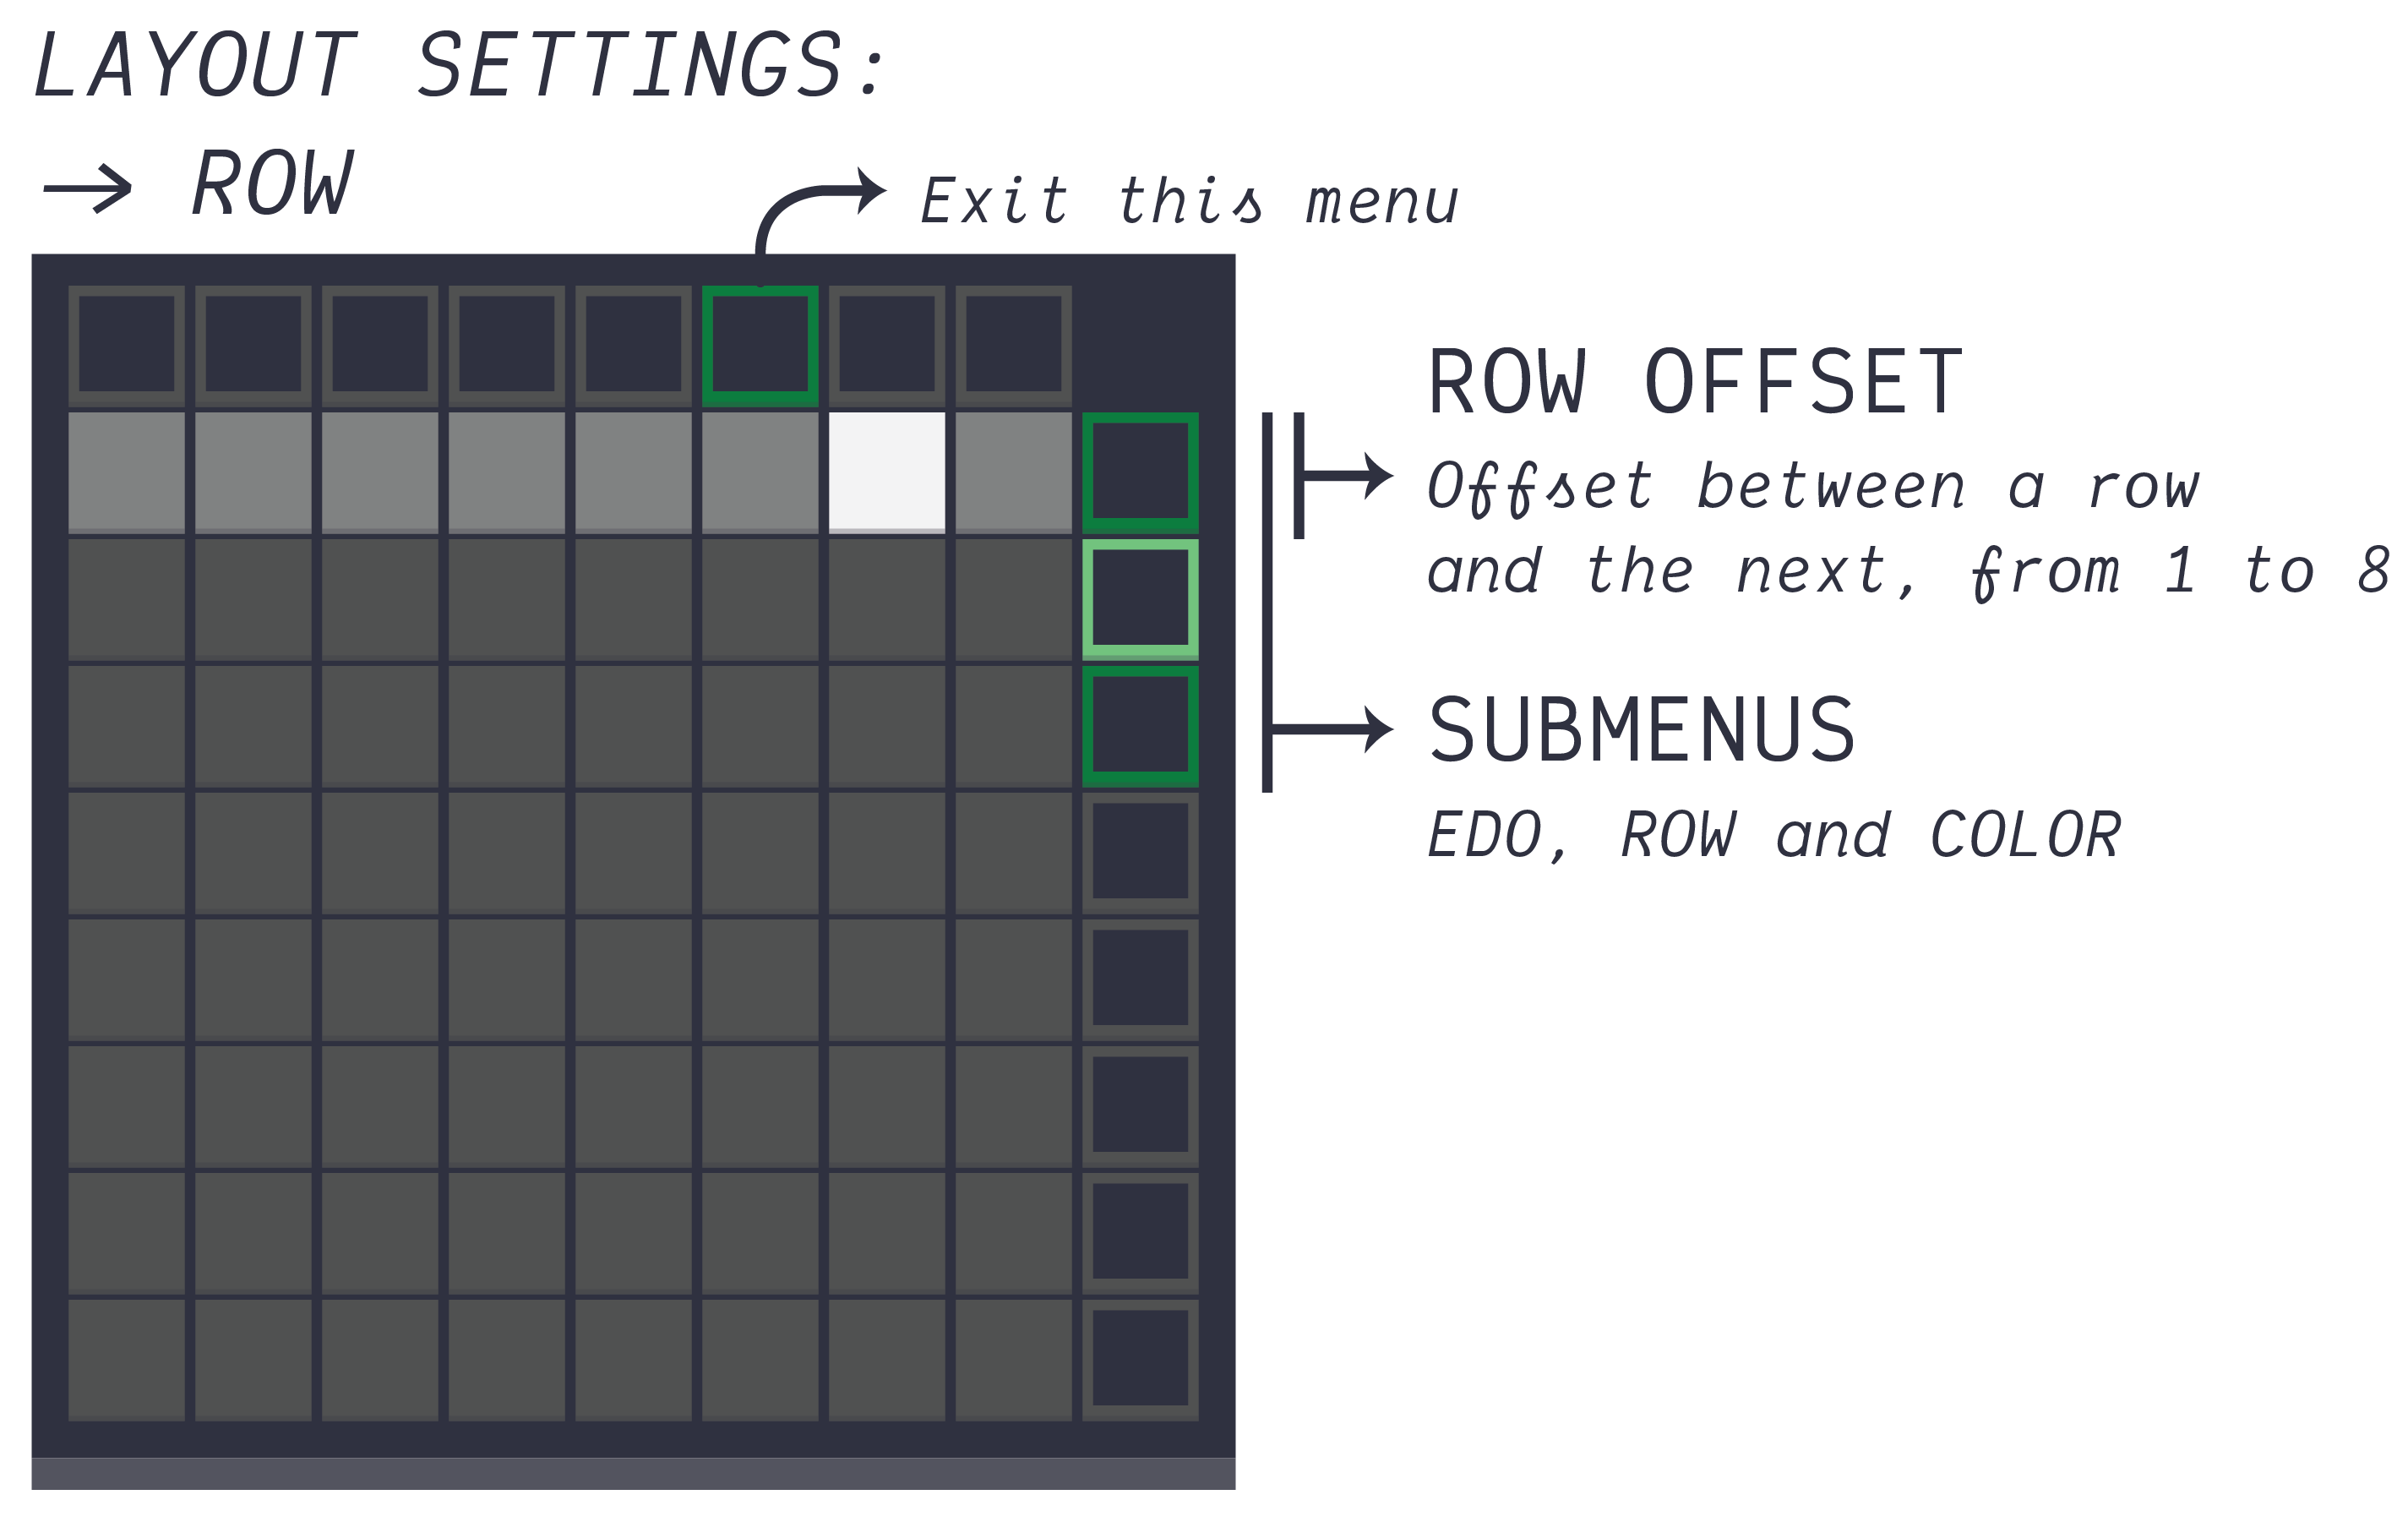 LAYOUT SETTINGS:
→ ROW
Exit this menu
ROW OFFSET
Offset between a row
and the next, from 1 to 8
SUBMENUS
EDO, ROW and COLOR